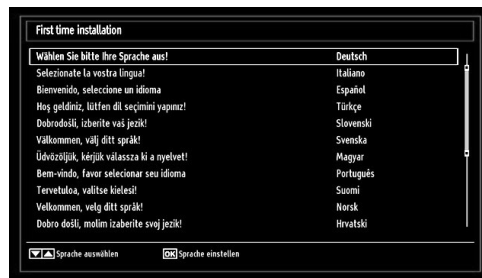 First time installation
Wählen Sie bitte Ihre Sprache aus! Deutsch
Selezionate la vostra lingua! Italiano
Bienvenido, seleccione un idioma Español
Hoş geldiniz, lütfen dil seçimini yapınız! Türkçe
Dobrodošli, izberite vaš jezik! Slovenski
Välkommen, välj ditt språk! Svenska
Üdvözöljük, kérjük válassza ki a nyelvet! Magyar
Bem-vindo, favor selecionar seu idioma Português
Tervetuloa, valitse kielesi! Suomi
Velkommen, velg ditt språk! Norsk
Dobro došli, molim izaberite svoj jezik! Hrvatski
Sprache auswählen OK Sprache einstellen